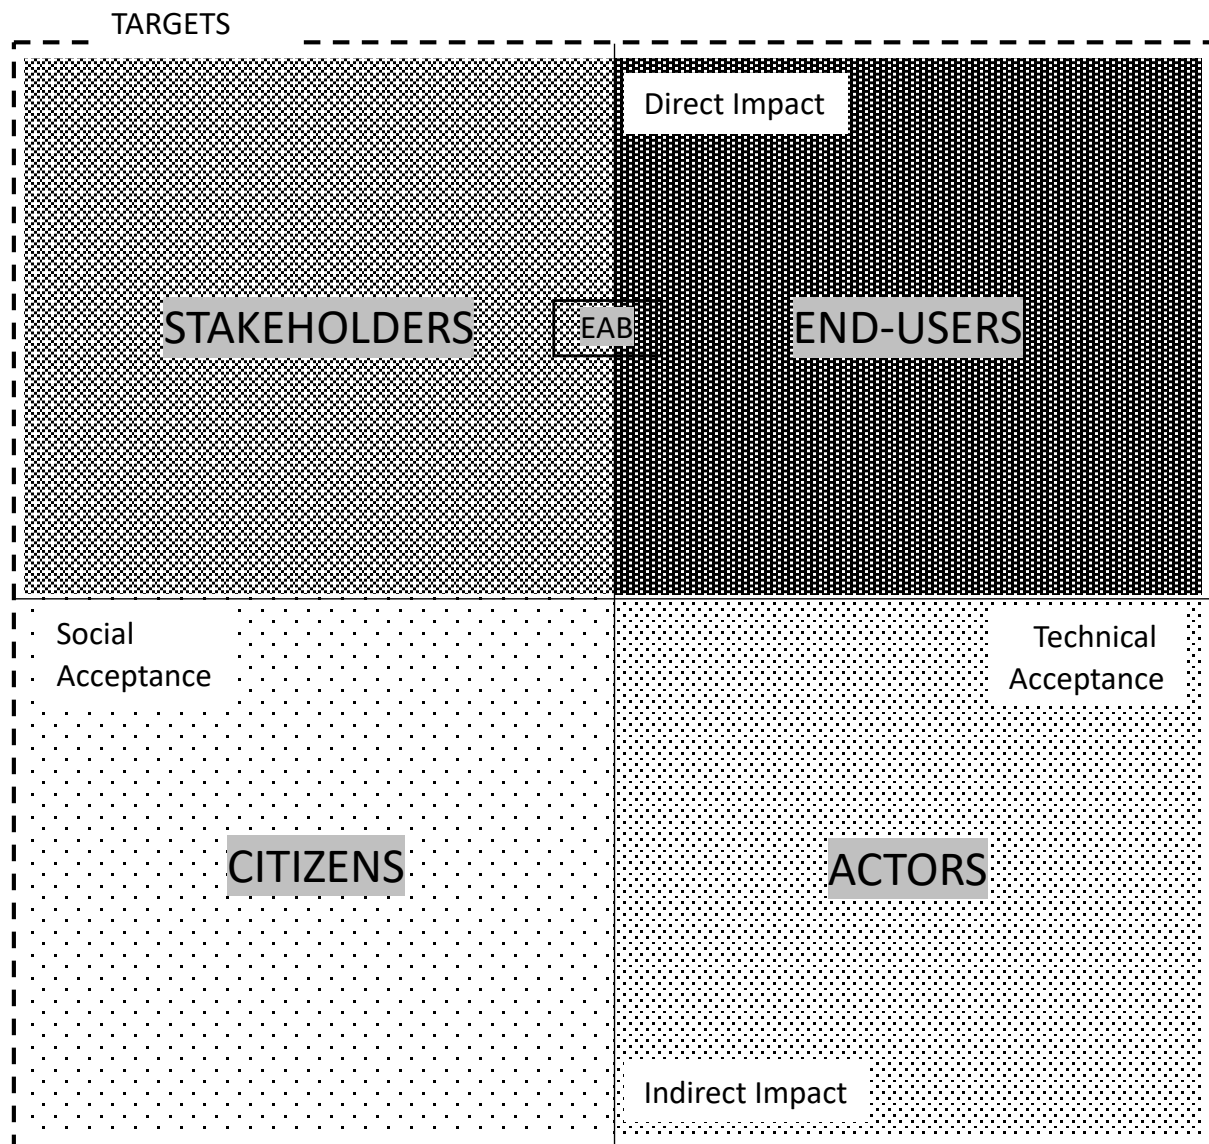 TARGETS
Direct Impact
STAKEHOLDERS
EAB
END-USERS
Social
Acceptance
Technical
Acceptance
CITIZENS
ACTORS
Indirect Impact